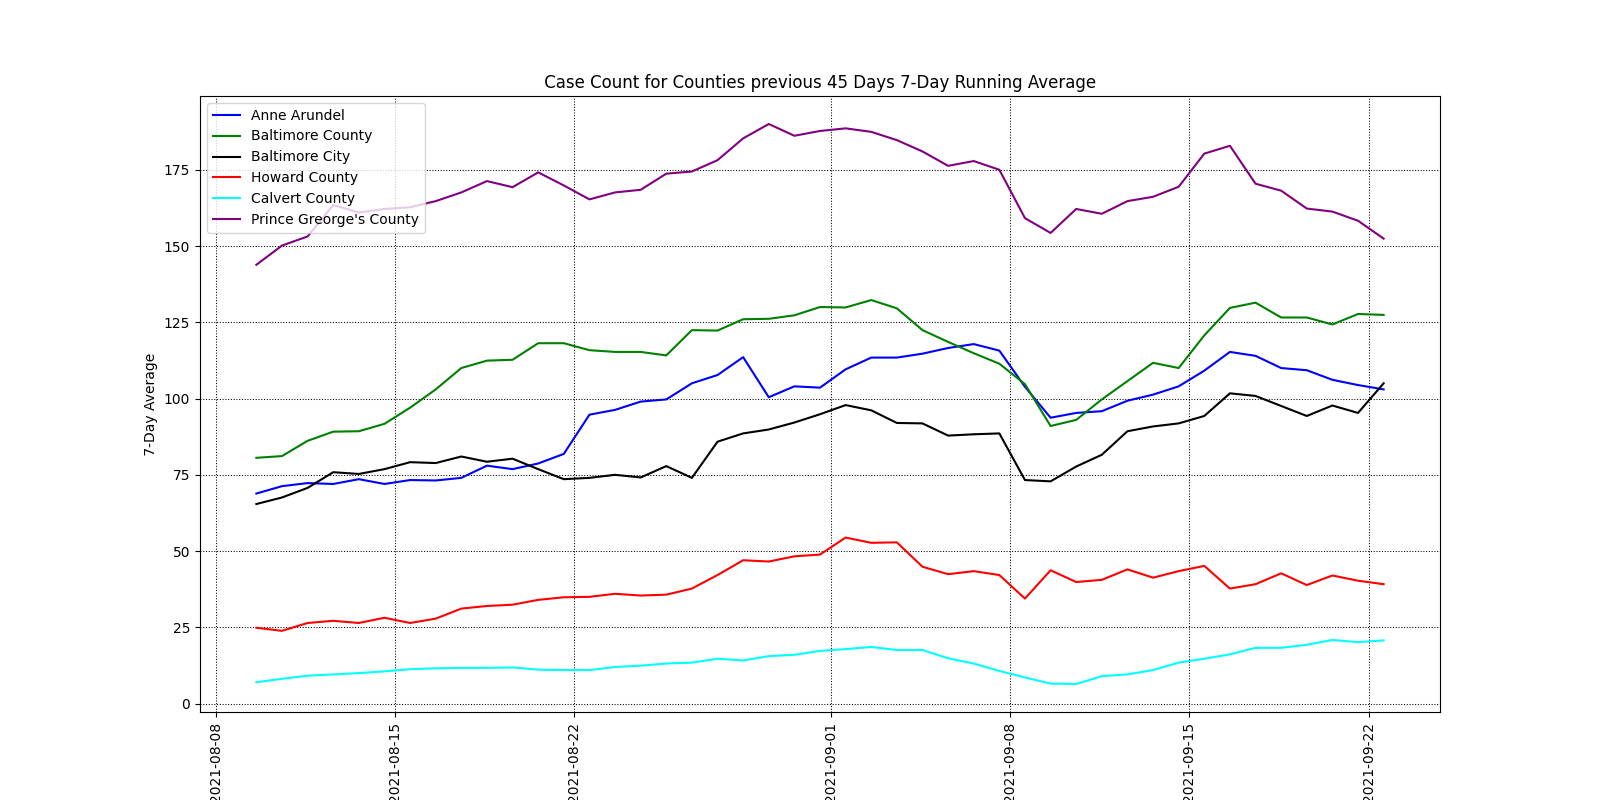 Case Count for Counties previous 45 Days 7-Day Running Average
Anne Arundel
Baltimore County
Baltimore City
Howard County
Calvert County
Prince Greorge's County
7-Day Average
175
150
125
100
75
50
25
0
2021-08-08
2021-08-15
2021-08-22
2021-09-01
2021-09-08
2021-09-15
2021-09-22